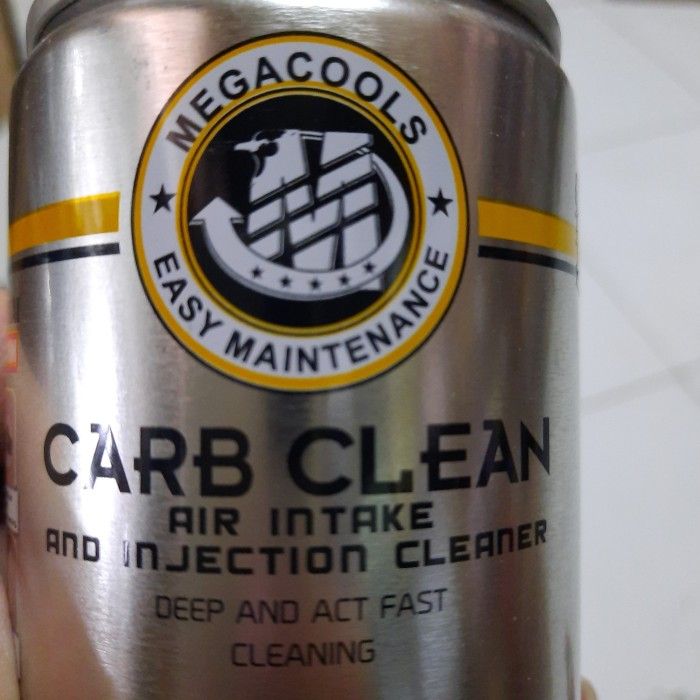 MEGACOOLS
EASY MAINTENANCE
CARB CLEAN
AIR INTAKE
AND INJECTION CLEANER
DEEP AND ACT FAST
CLEANING